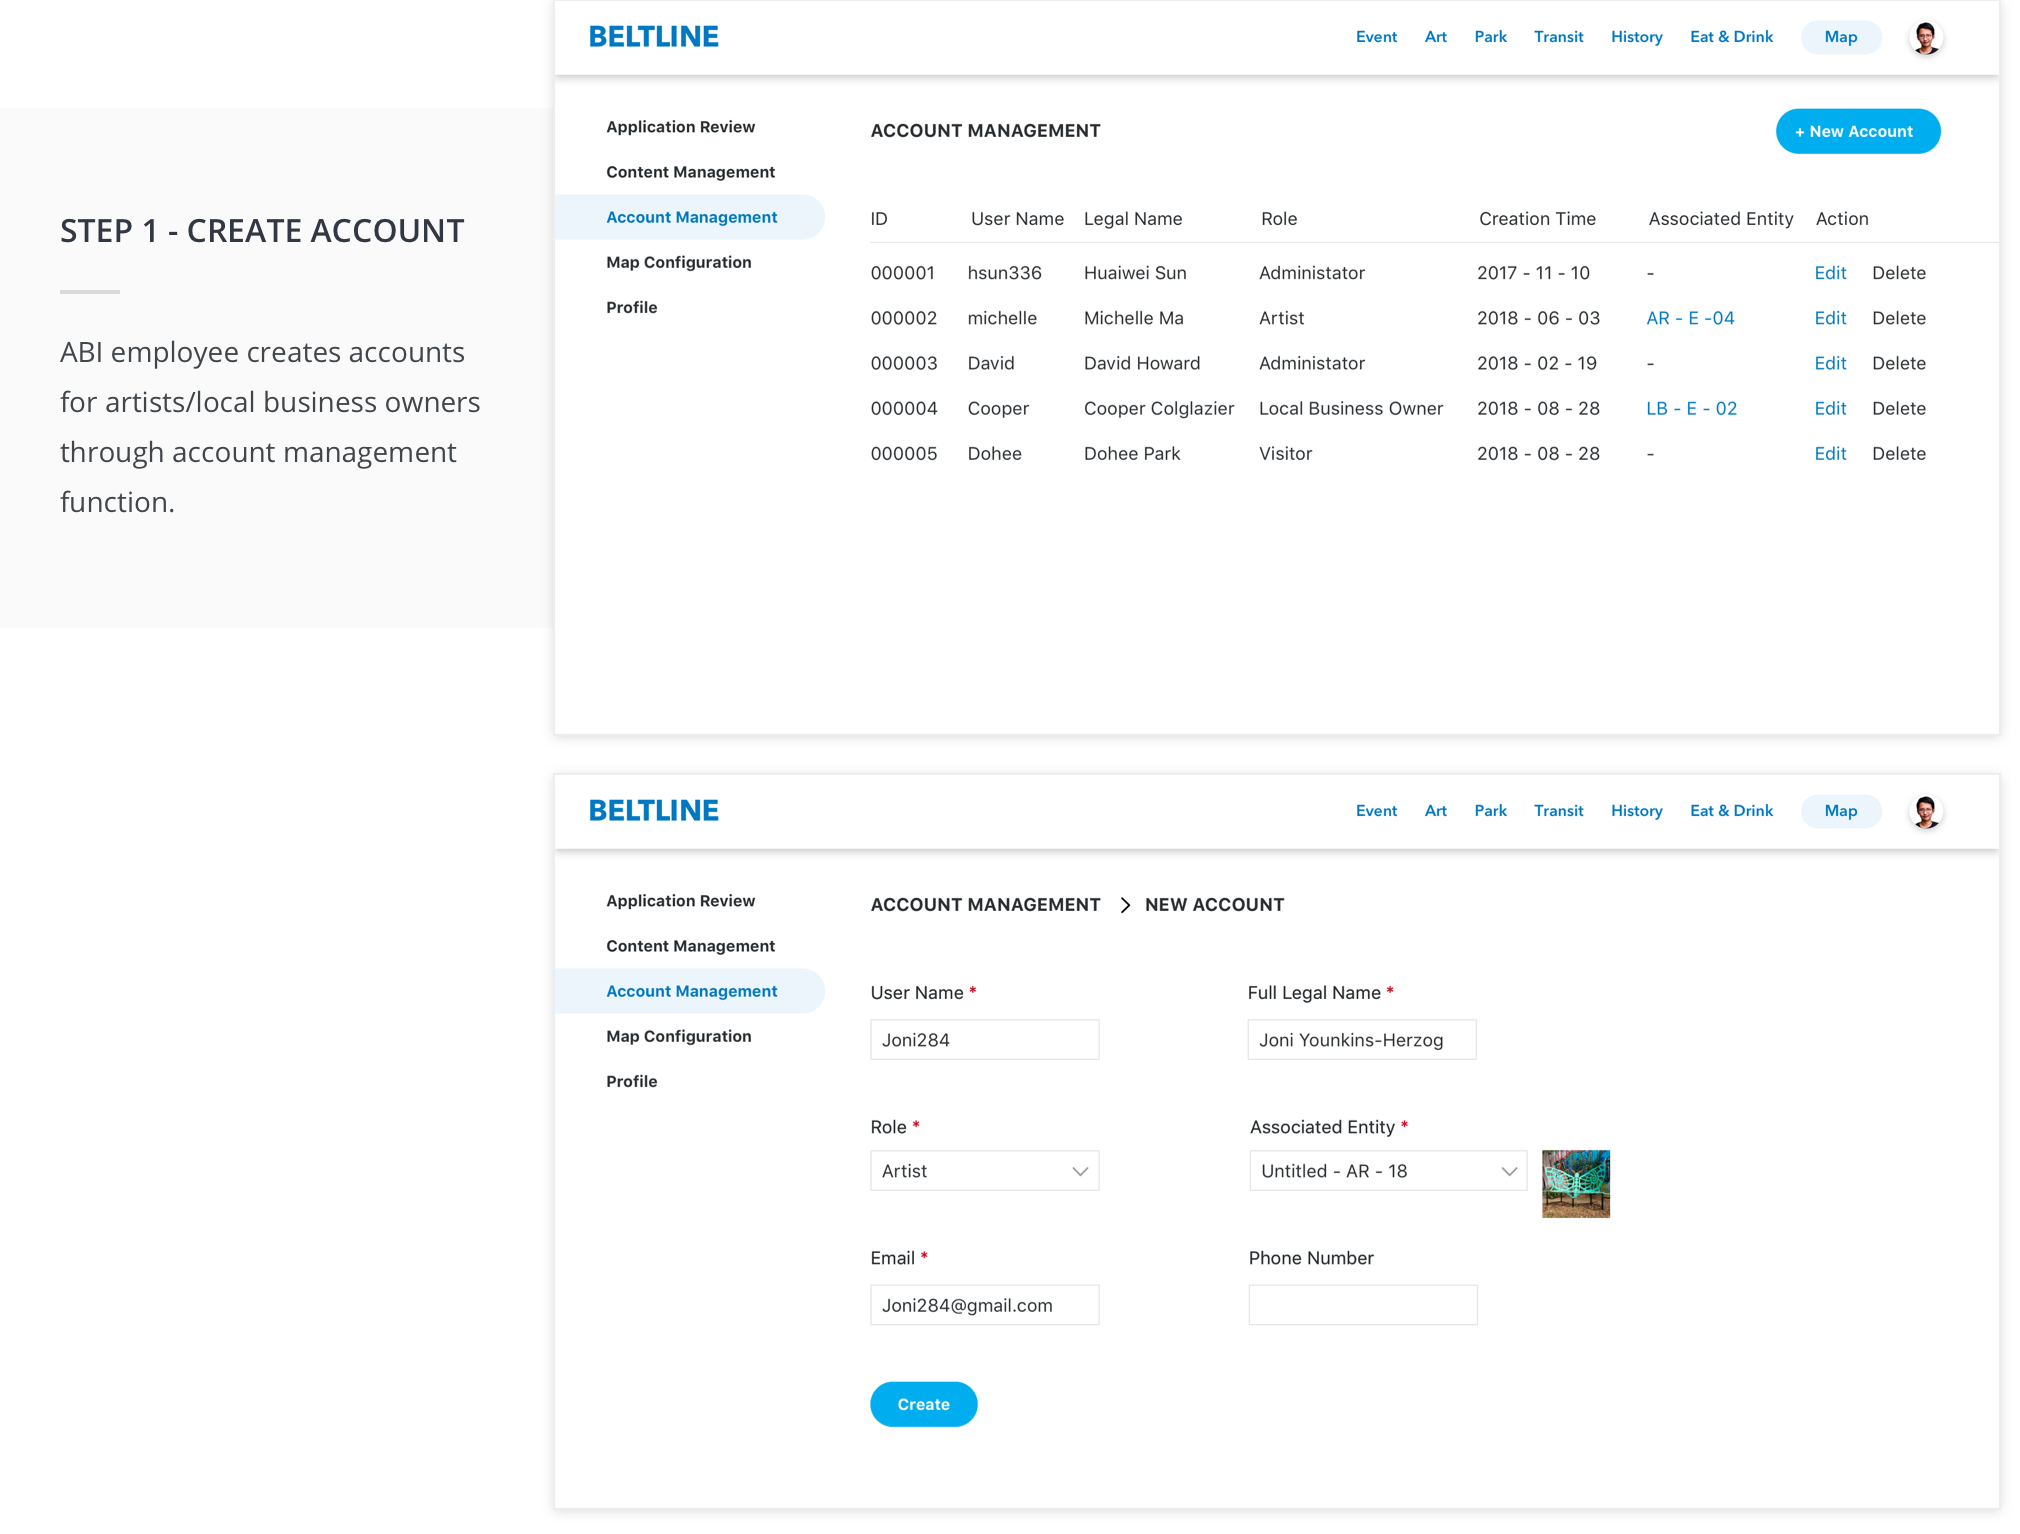 STEP 1 - CREATE ACCOUNT
ABI employee creates accounts
for artists/local business owners
through account management
function.
BELTLINE
Event Art Park Transit History Eat & Drink Map
Application Review
Content Management
Account Management
Map Configuration
Profile
ACCOUNT MANAGEMENT
+ New Account
ID User Name Legal Name Role Creation Time Associated Entity Action
000001 hsun336 Huaiwei Sun Administator 2017 - 11 - 10 - Edit Delete
000002 michelle Michelle Ma Artist 2018 - 06 - 03 AR - E -04 Edit Delete
000003 David David Howard Administator 2018 - 02 - 19 - Edit Delete
000004 Cooper Cooper Colglazier Local Business Owner 2018 - 08 - 28 LB - E - 02 Edit Delete
000005 Dohee Dohee Park Visitor 2018 - 08 - 28 - Edit Delete
BELTLINE
Event Art Park Transit History Eat & Drink Map
Application Review
Content Management
Account Management
Map Configuration
Profile
ACCOUNT MANAGEMENT > NEW ACCOUNT
User Name * Full Legal Name *
Joni284 Joni Younkins-Herzog
Role * Associated Entity *
Artist Untitled - AR - 18
Email * Phone Number
Joni284@gmail.com
Create